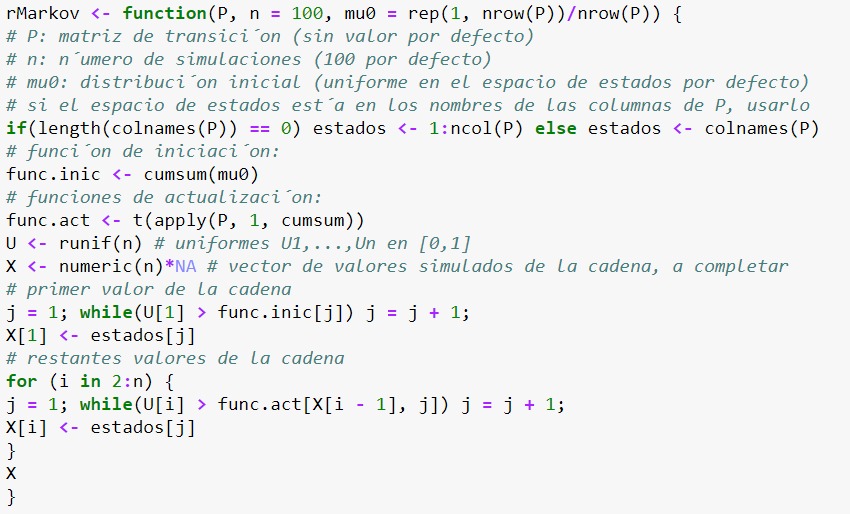 rMarkov <- function(P, n = 100, mu0 = rep(1, nrow(P))/nrow(P)) {
# P: matriz de transici´on (sin valor por defecto)
# n: n´umero de simulaciones (100 por defecto)
# mu0: distribuci´on inicial (uniforme en el espacio de estados por defecto)
# si el espacio de estados est´a en los nombres de las columnas de P, usarlo
if(length(colnames(P)) == 0) estados <- 1:ncol(P) else estados <- colnames(P)
# funci´on de iniciaci´on:
func.inic <- cumsum(mu0)
# funciones de actualizaci´on:
func.act <- t(apply(P, 1, cumsum))
U <- runif(n) # uniformes U1,...,Un en [0,1]
X <- numeric(n)*NA # vector de valores simulados de la cadena, a completar
# primer valor de la cadena
j = 1; while(U[1] > func.inic[j]) j = j + 1;
X[1] <- estados[j]
# restantes valores de la cadena
for (i in 2:n) {
j = 1; while(U[i] > func.act[X[i - 1], j]) j = j + 1;
X[i] <- estados[j]
}
X
}